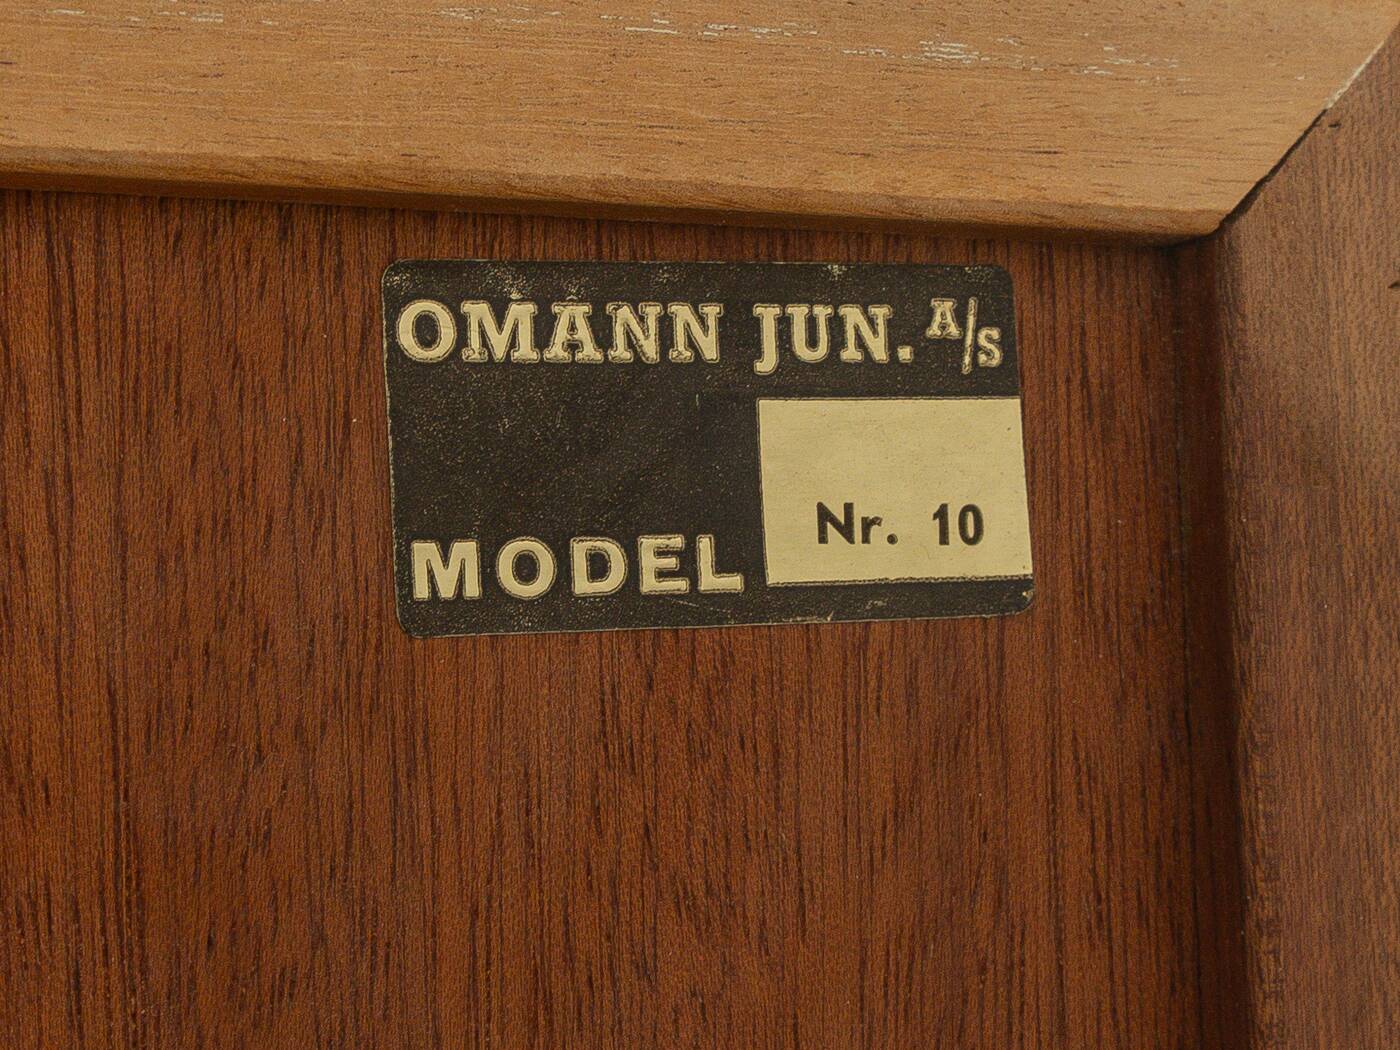 OMANN JUN. A/S
MODEL Nr. 10